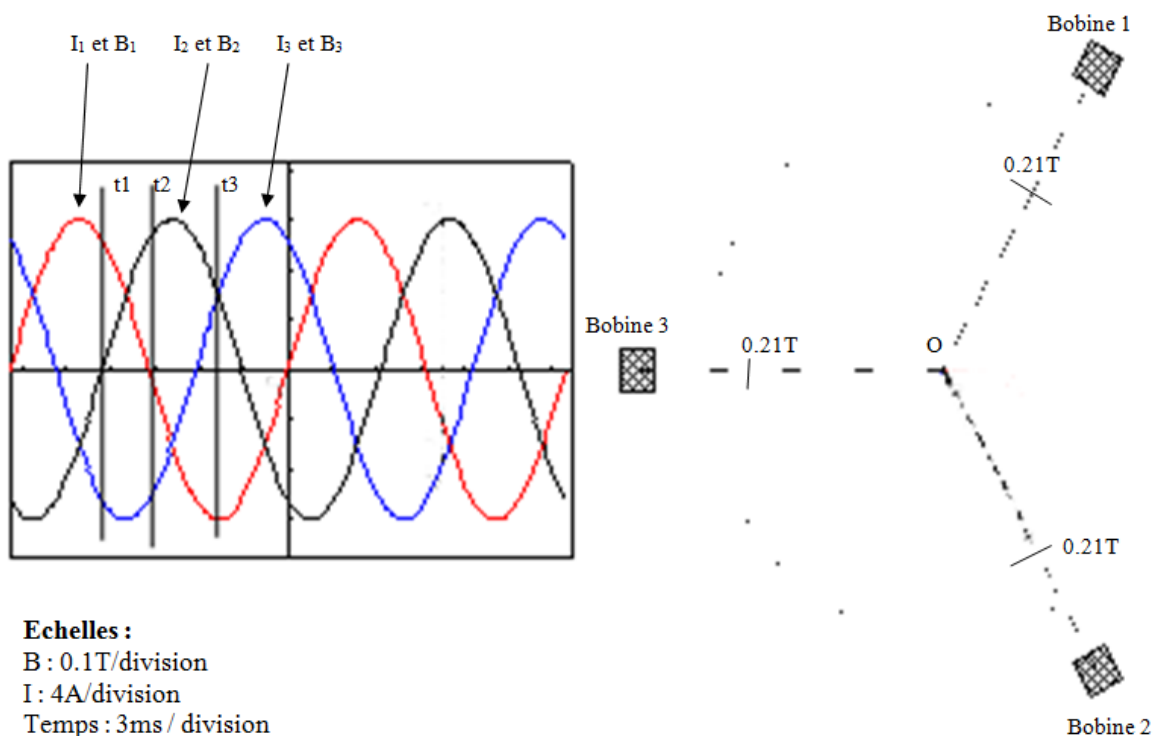 I₁ et B₁
I₂ et B₂
I₃ et B₃
t1
t2
t3
Echelles :
B : 0.1T/division
I : 4A/division
Temps : 3ms / division
Bobine 1
0.21T
Bobine 3
0.21T
O
0.21T
Bobine 2